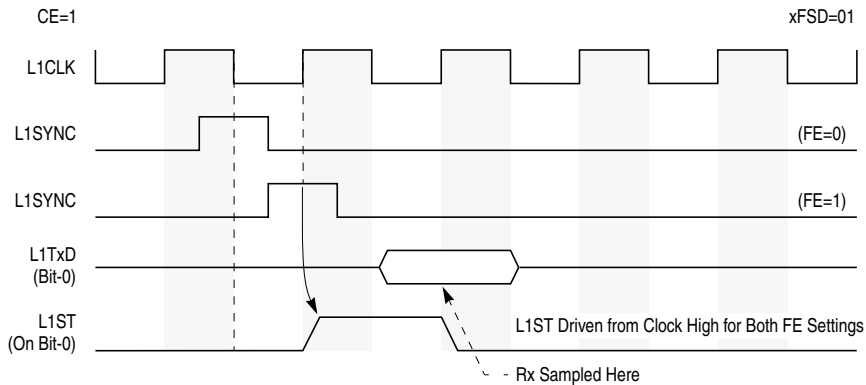 CE=1
xFSD=01
L1CLK
L1SYNC
(FE=0)
L1SYNC
(FE=1)
L1TxD
(Bit-0)
L1ST
(On Bit-0)
L1ST Driven from Clock High for Both FE Settings
Rx Sampled Here